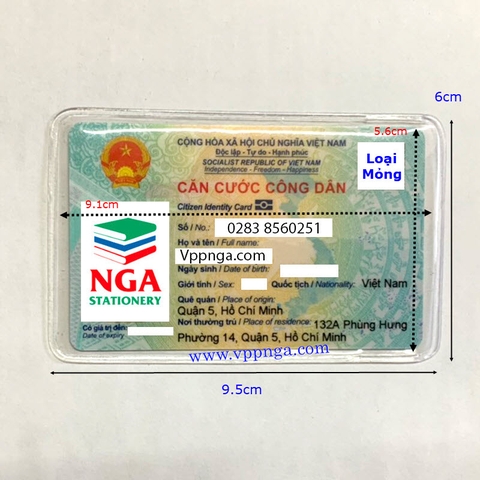 6cm
CỘNG HÒA XÃ HỘI CHỦ NGHĨA VIỆT NAM
5.6cm
Độc lập - Tự do - Hạnh phúc
SOCIALIST REPUBLIC OF VIET NAM
Independence - Freedom - Happiness
Loại
Mỏng
CĂN CƯỚC CÔNG DÂN
9.1cm
Citizen Identity Card
Số / No.: 0283 8560251
Họ và tên / Full name:
Vppnga.com
Ngày sinh / Date of birth:
Giới tính / Sex: Quốc tịch / Nationality: Việt Nam
NGA
STATIONERY
Quê quán / Place of origin:
Quận 5, Hồ Chí Minh
Nơi thường trú / Place of residence: 132A Phùng Hưng
Có giá trị đến:
Date of expiry
Phường 14, Quận 5, Hồ Chí Minh
www.vppnga.com
9.5cm